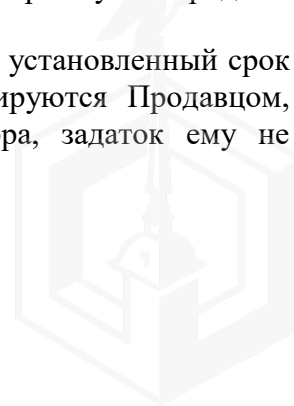 установленный срок
ируются Продавцом,
ра, задаток ему не